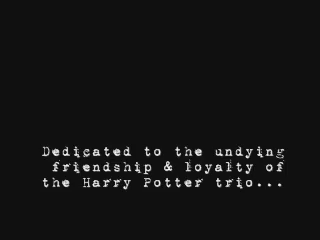 Dedicated to the undying
friendship & loyalty of
the Harry Potter trio...